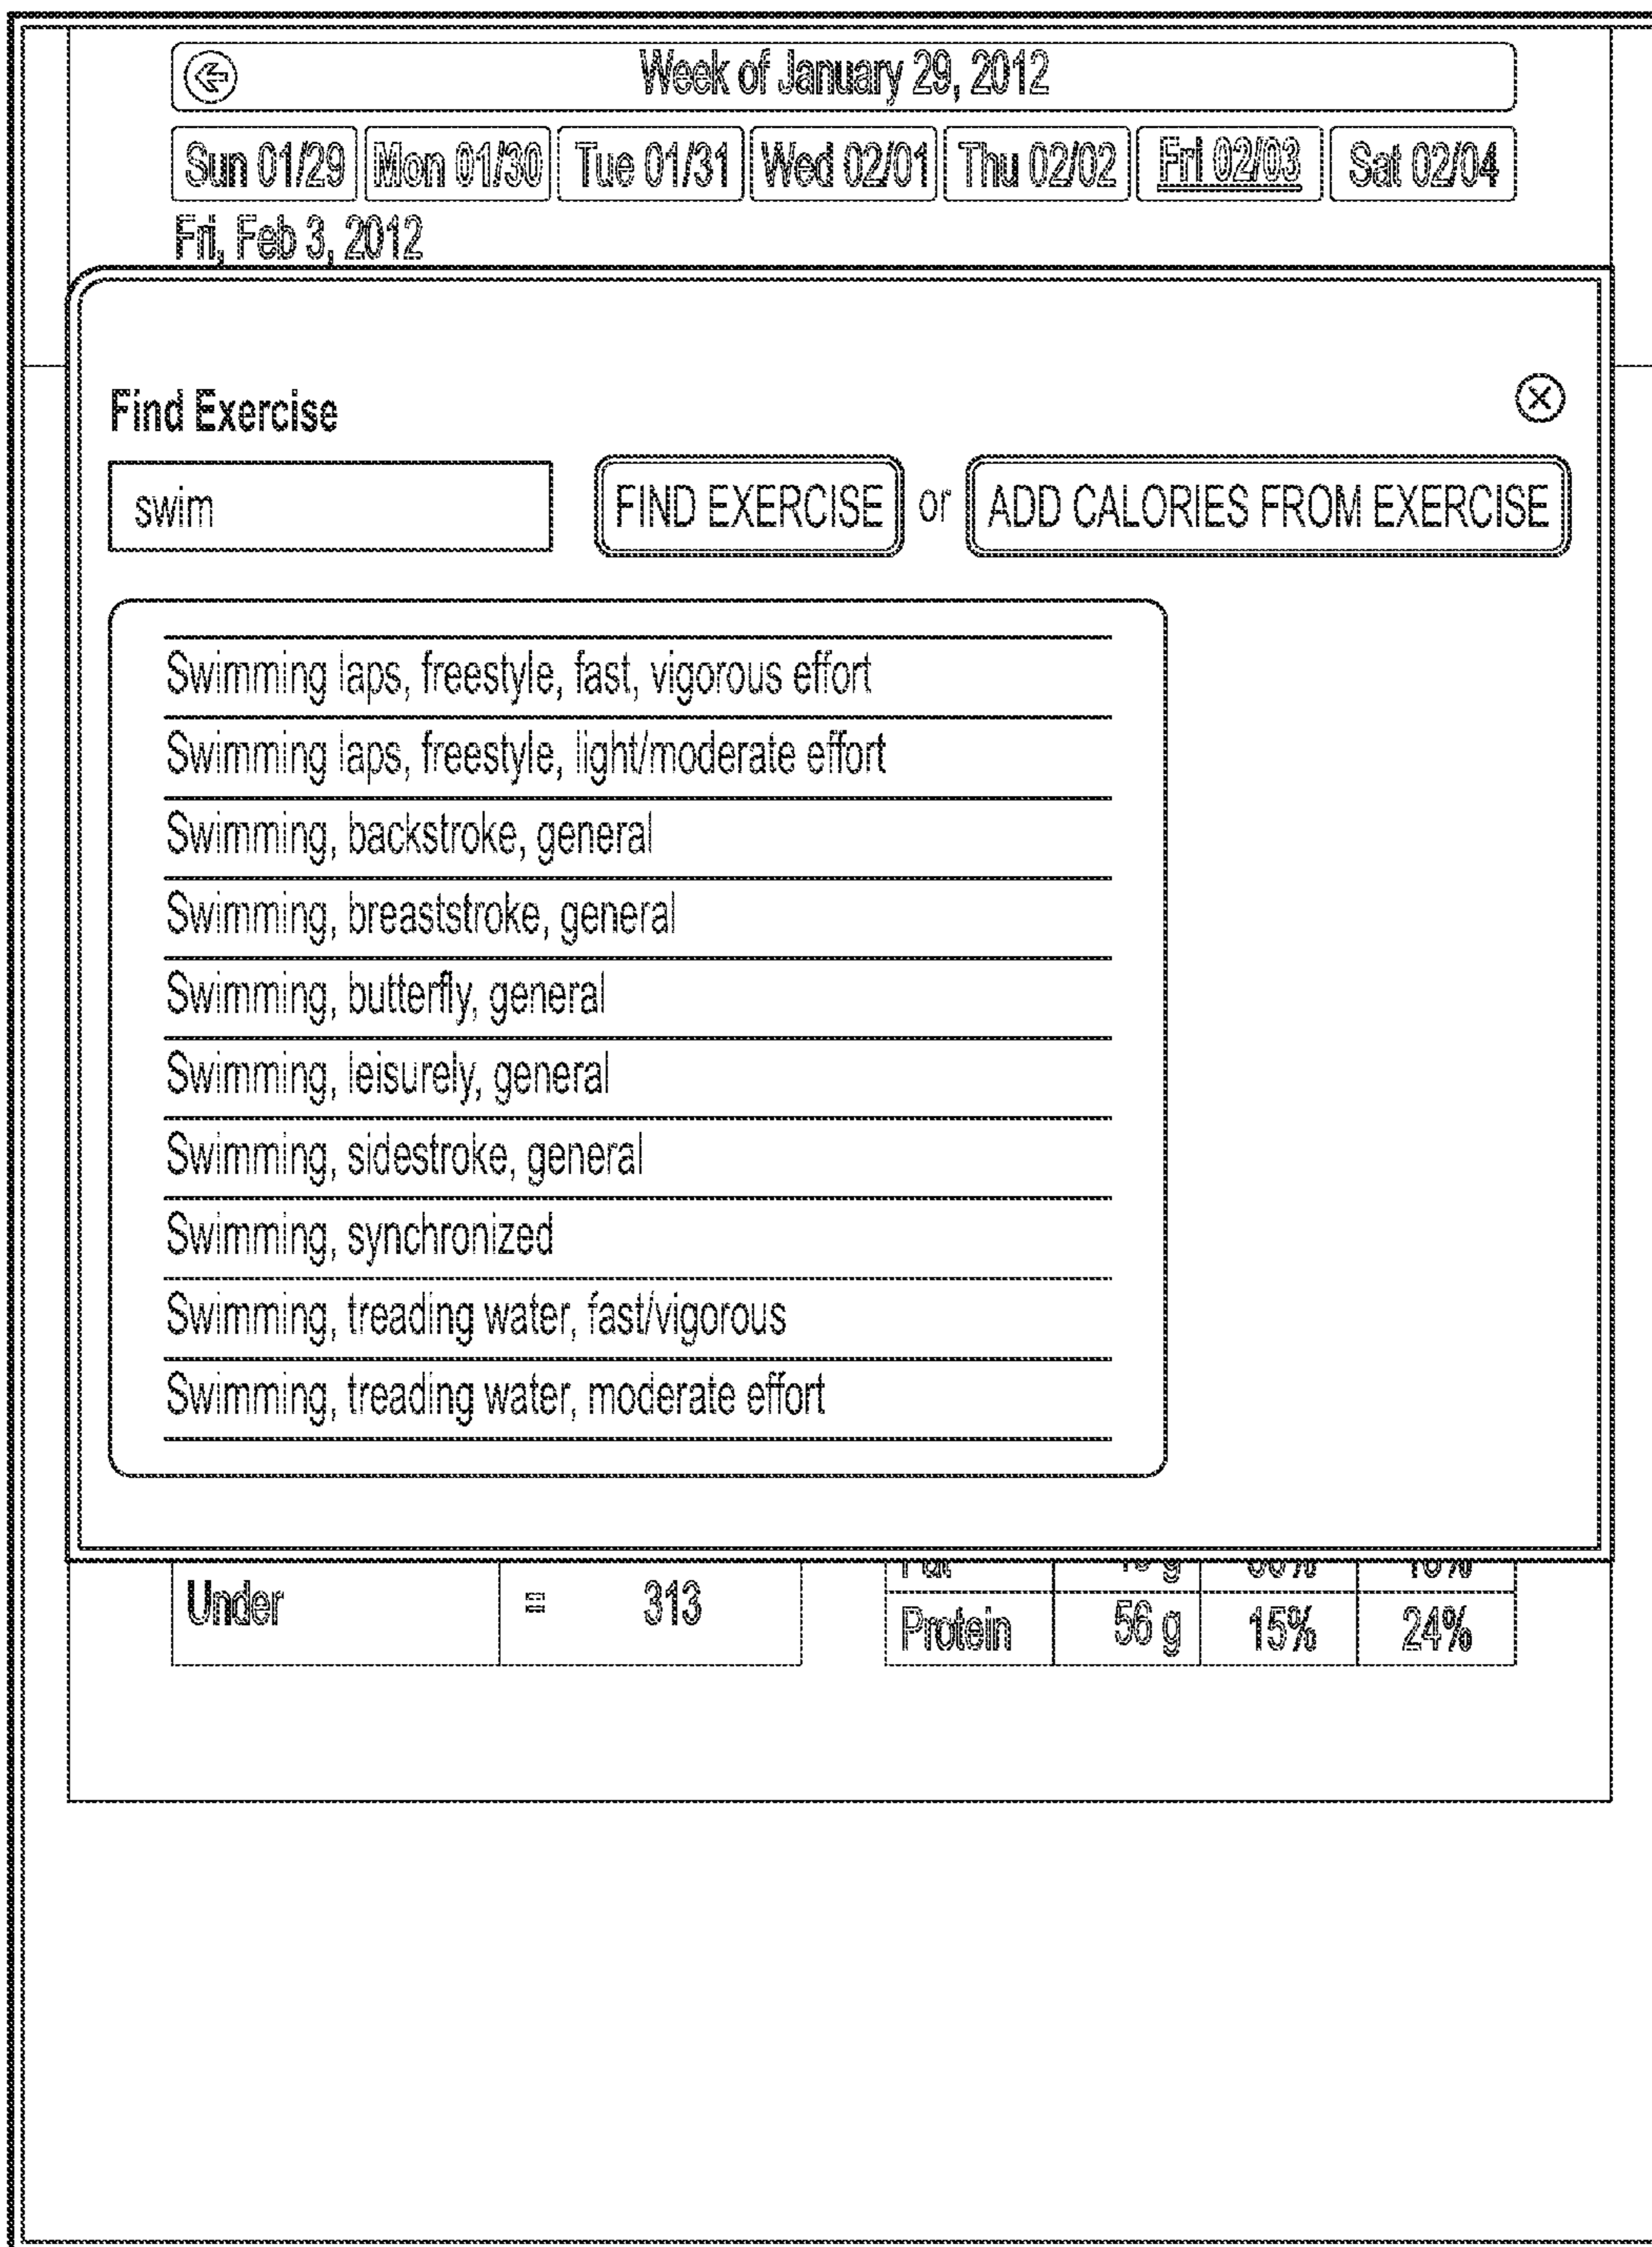 Week of January 29, 2012
Sun 01/29 Mon 01/30 Tue 01/31 Wed 02/01 Thu 02/02 Fri 02/03 Sat 02/04
Fri, Feb 3, 2012
Find Exercise
swim FIND EXERCISE or ADD CALORIES FROM EXERCISE
Swimming laps, freestyle, fast, vigorous effort
Swimming laps, freestyle, light/moderate effort
Swimming, backstroke, general
Swimming, breaststroke, general
Swimming, butterfly, general
Swimming, leisurely, general
Swimming, sidestroke, general
Swimming, synchronized
Swimming, treading water, fast/vigorous
Swimming, treading water, moderate effort
Under = 313
Protein 56 g 15% 24%